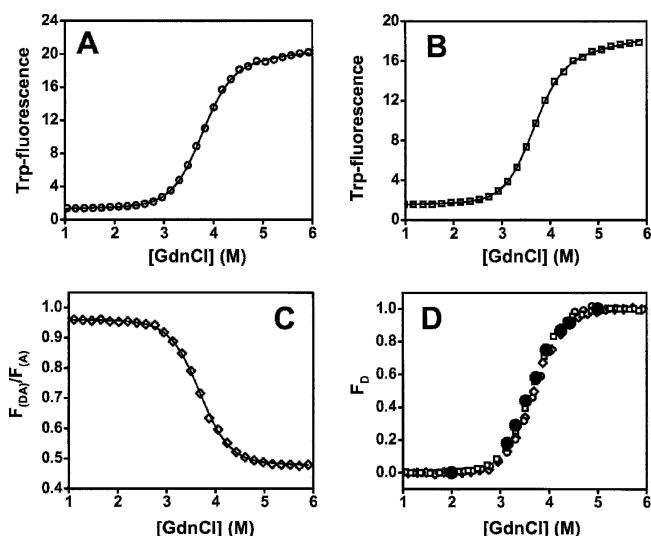 A
Trp-fluorescence
24
20
16
12
8
4
0
1 2 3 4 5 6
[GdnCl] (M)
B
Trp-fluorescence
20
16
12
8
4
0
1 2 3 4 5 6
[GdnCl] (M)
C
F(DA)/F(A)
1.0
0.9
0.8
0.7
0.6
0.5
0.4
1 2 3 4 5 6
[GdnCl] (M)
D
FD
1.0
0.8
0.6
0.4
0.2
0.0
1 2 3 4 5 6
[GdnCl] (M)